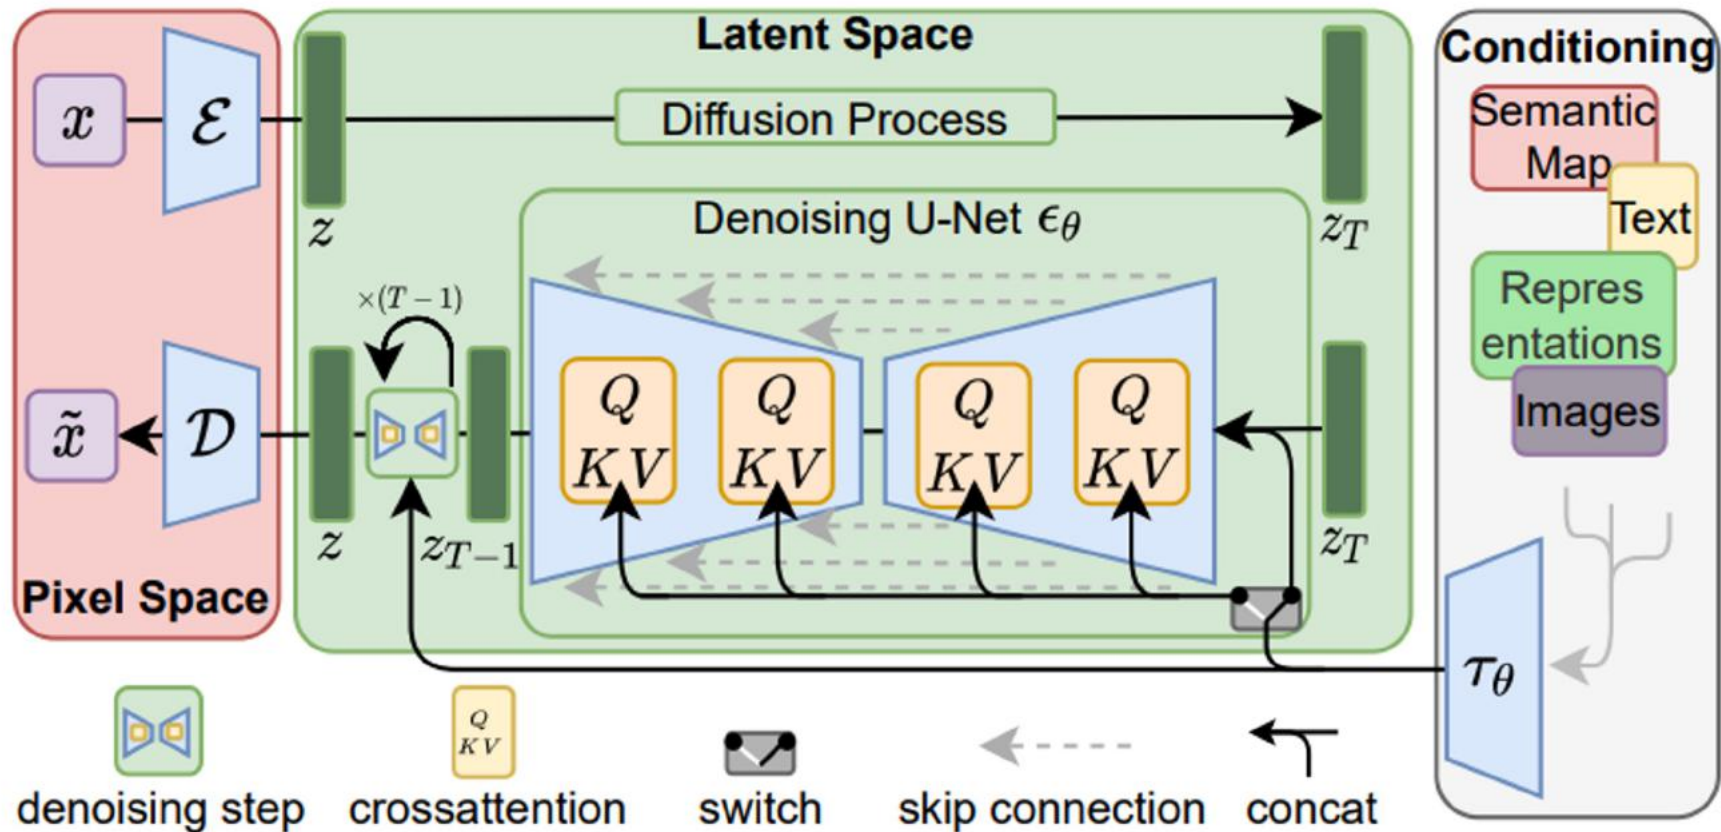 Latent Space
Conditioning
x
ℰ
Diffusion Process
Semantic
Map
z
z_T
Text
Denoising U-Net ϵ_θ
×(T − 1)
Repres
entations
Images
Q
KV
Q
KV
Q
KV
Q
KV
x̃
𝒟
z
z_{T−1}
z_T
Pixel Space
τ_θ
Q
KV
denoising step
crossattention
switch
skip connection
concat